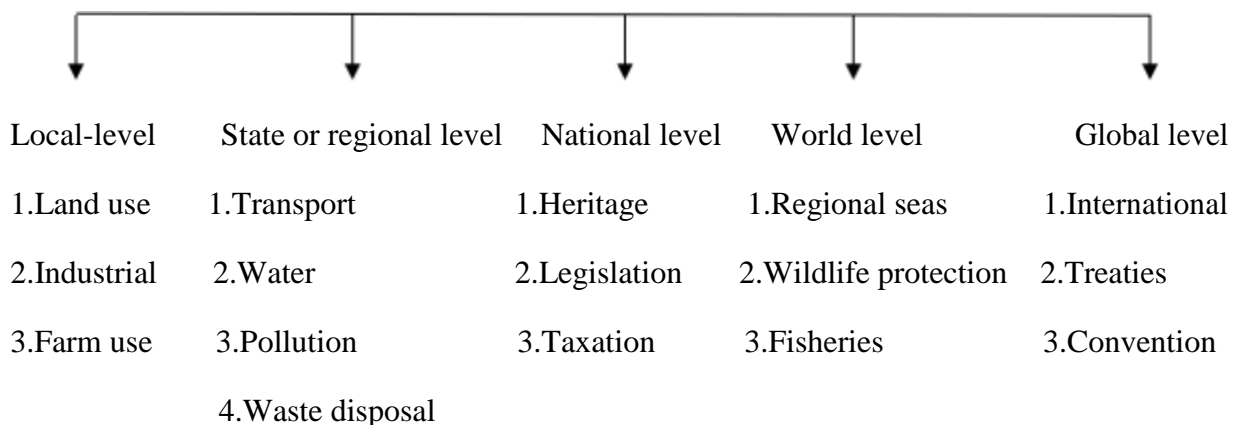 Local-level State or regional level National level World level Global level
1.Land use 1.Transport 1.Heritage 1.Regional seas 1.International
2.Industrial 2.Water 2.Legislation 2.Wildlife protection 2.Treaties
3.Farm use 3.Pollution 3.Taxation 3.Fisheries 3.Convention
4.Waste disposal